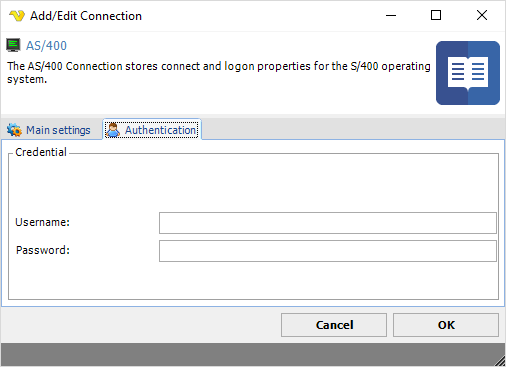 Add/Edit Connection
AS/400
The AS/400 Connection stores connect and logon properties for the S/400 operating
system.
Main settings
Authentication
Credential
Username:
Password:
Cancel
OK